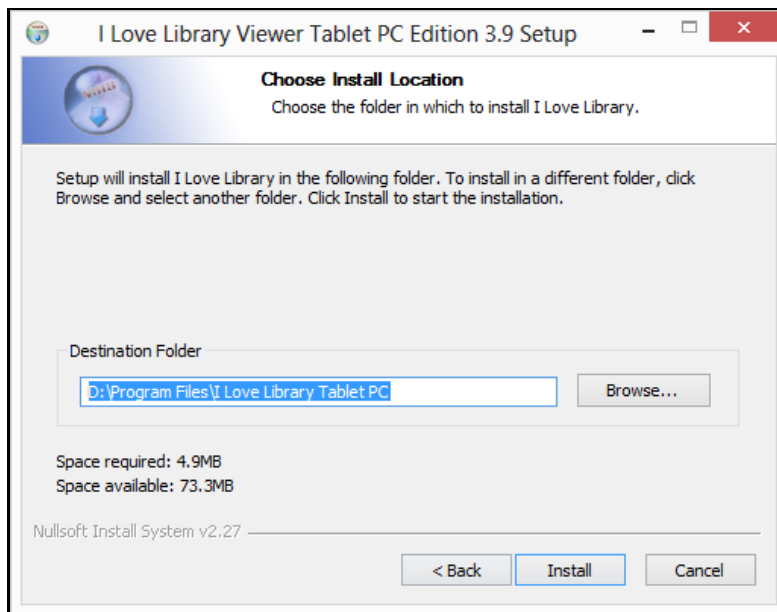 I Love Library Viewer Tablet PC Edition 3.9 Setup
Choose Install Location
Choose the folder in which to install I Love Library.
Setup will install I Love Library in the following folder. To install in a different folder, click
Browse and select another folder. Click Install to start the installation.
Destination Folder
D:\Program Files\I Love Library Tablet PC
Browse...
Space required: 4.9MB
Space available: 73.3MB
Nullsoft Install System v2.27
< Back
Install
Cancel